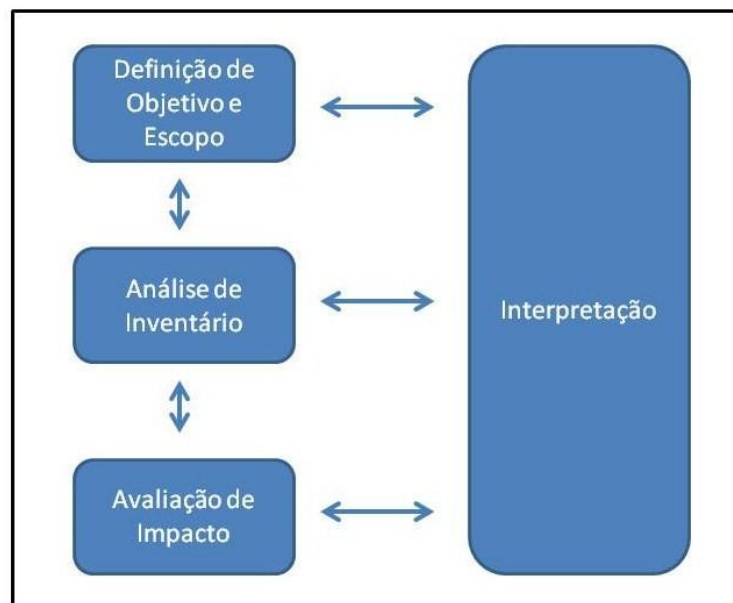 Definição de
Objetivo e
Escopo
Análise de
Inventário
Interpretação
Avaliação de
Impacto